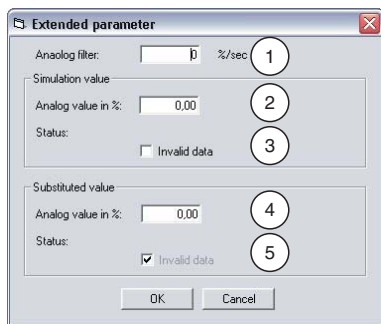 Extended parameter
Anaolog filter: 0 %/sec 1
Simulation value
Analog value in %: 0,00 2
Status: 3
Invalid data
Substituted value
Analog value in %: 0,00 4
Status: 5
Invalid data
OK Cancel